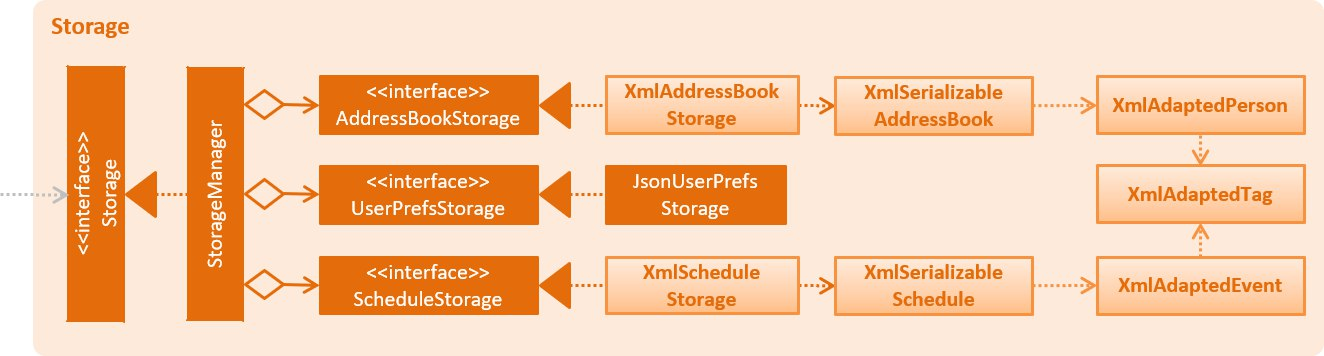 Storage
<<interface>>
Storage
StorageManager
<<interface>>
AddressBookStorage
XmlAddressBook
Storage
XmlSerializable
AddressBook
XmlAdaptedPerson
<<interface>>
UserPrefsStorage
JsonUserPrefs
Storage
XmlAdaptedTag
<<interface>>
ScheduleStorage
XmlSchedule
Storage
XmlSerializable
Schedule
XmlAdaptedEvent